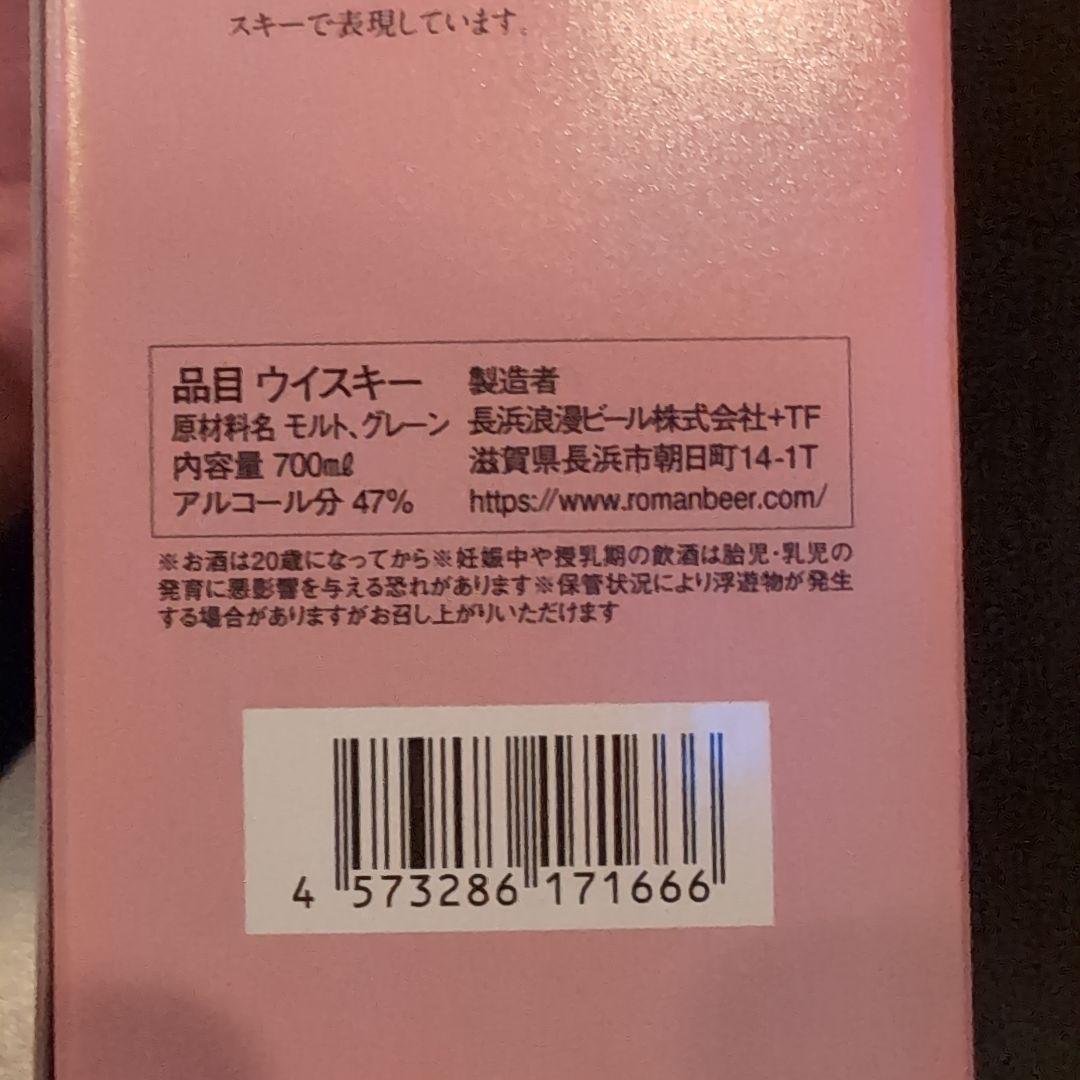 スキーで表現しています。
品目 ウイスキー
原材料名 モルト、グレーン
内容量 700㎖
アルコール分 47%
製造者
長浜浪漫ビール株式会社+TF
滋賀県長浜市朝日町14-1T
https://www.romanbeer.com/
※お酒は20歳になってから※妊娠中や授乳期の飲酒は胎児・乳児の
発育に悪影響を与える恐れがあります※保管状況により浮遊物が発生
する場合がありますがお召し上がりいただけます
4 573286 171666